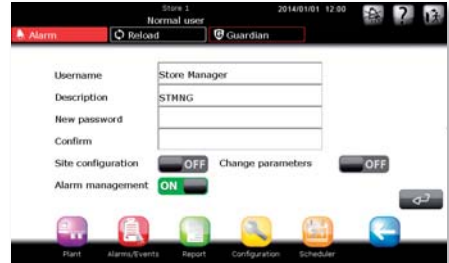 Store 1
2014/01/01 12:00
Normal user
Alarm
Reload
Guardian
Username
Store Manager
Description
STMNG
New password
Confirm
Site configuration OFF Change parameters OFF
Alarm management ON
Plant Alarms/Events Report Configuration Scheduler